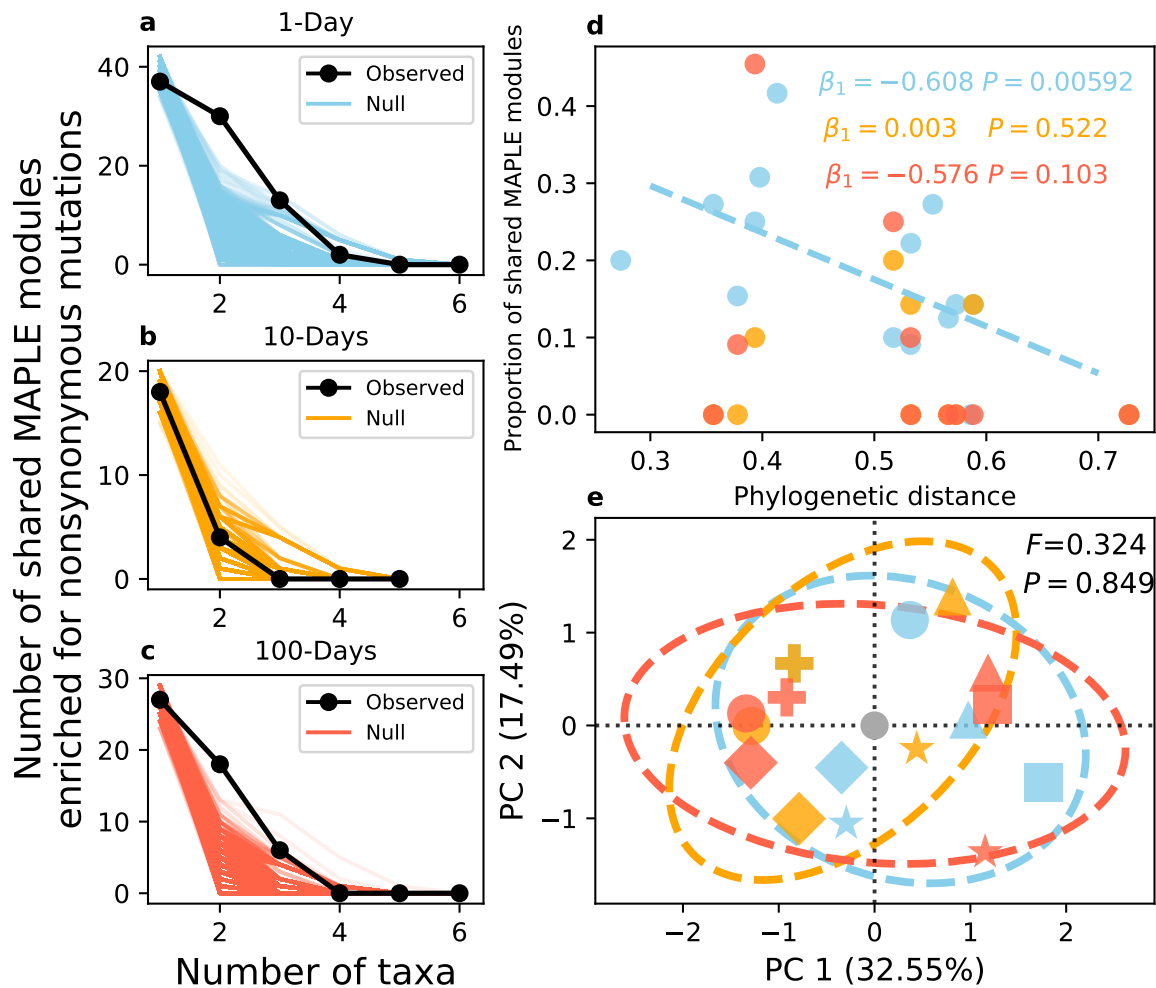 Number of shared MAPLE modules
enriched for nonsynonymous mutations
a
1-Day
Observed
Null
40
20
0
2 4 6
b
10-Days
Observed
Null
20
10
0
2 4 6
c
100-Days
Observed
Null
30
20
10
0
2 4 6
Number of taxa
d
Proportion of shared MAPLE modules
β₁ = −0.608 P = 0.00592
β₁ = 0.003 P = 0.522
β₁ = −0.576 P = 0.103
0.4
0.3
0.2
0.1
0.0
0.3 0.4 0.5 0.6 0.7
Phylogenetic distance
e
F=0.324
P = 0.849
PC 2 (17.49%)
2
1
0
−1
−2 −1 0 1 2
PC 1 (32.55%)